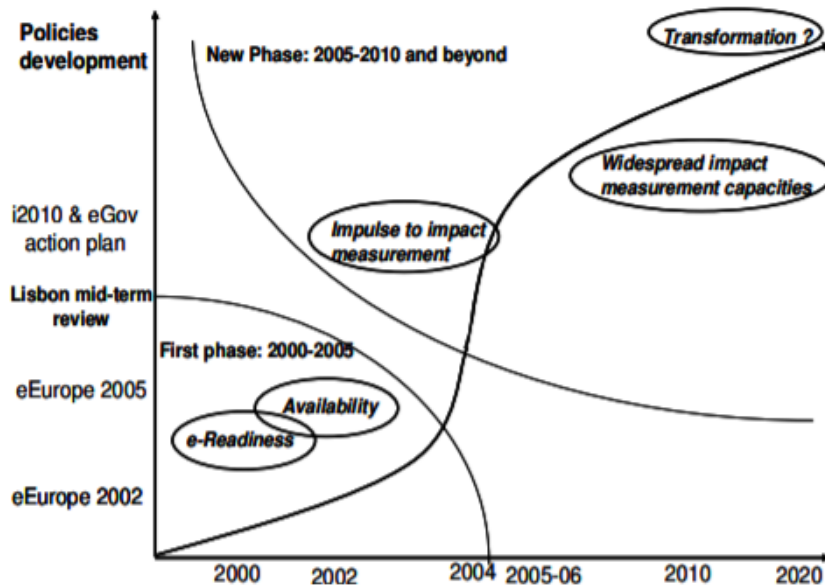 Policies
development
New Phase: 2005-2010 and beyond
Transformation ?
Widespread impact
measurement capacities
i2010 & eGov
action plan
Impulse to impact
measurement
Lisbon mid-term
review
First phase: 2000-2005
eEurope 2005
Availability
e-Readiness
eEurope 2002
2000
2002
2004
2005-06
2010
2020